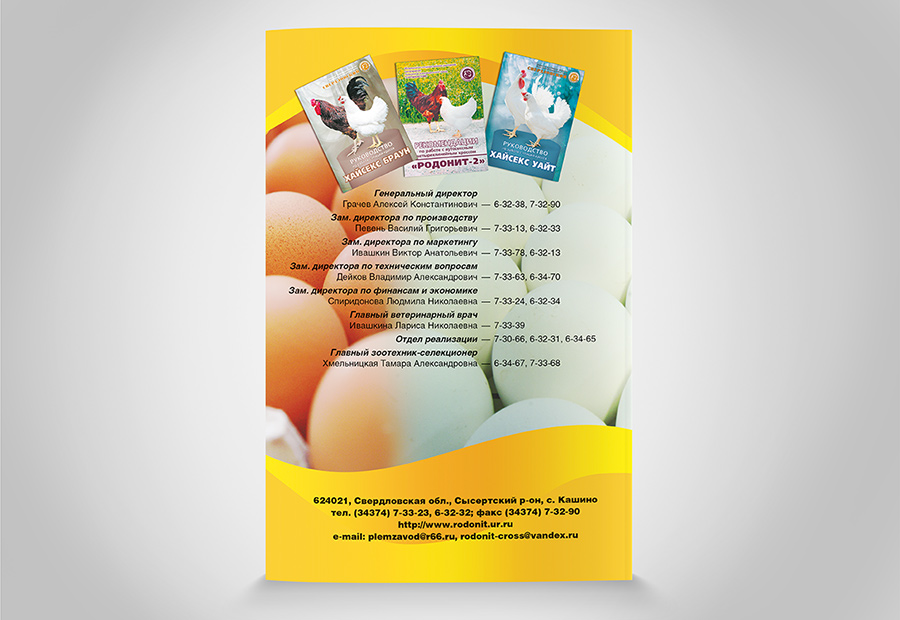 РУКОВОДСТВО
ХАЙСЕКС БРАУН
РЕКОМЕНДАЦИИ
по работе с аутосексным
четырехлинейным кроссом
«РОДОНИТ-2»
РУКОВОДСТВО
ХАЙСЕКС УАЙТ
Генеральный директор
Грачев Алексей Константинович — 6-32-38, 7-32-90
Зам. директора по производству
Певень Василий Григорьевич — 7-33-13, 6-32-33
Зам. директора по маркетингу
Ивашкин Виктор Анатольевич — 7-33-78, 6-32-13
Зам. директора по техническим вопросам
Дейков Владимир Александрович — 7-33-63, 6-34-70
Зам. директора по финансам и экономике
Спиридонова Людмила Николаевна — 7-33-24, 6-32-34
Главный ветеринарный врач
Ивашкина Лариса Николаевна — 7-33-39
Отдел реализации — 7-30-66, 6-32-31, 6-34-65
Главный зоотехник-селекционер
Хмельницкая Тамара Александровна — 6-34-67, 7-33-68
624021, Свердловская обл., Сысертский р-он, с. Кашино
тел. (34374) 7-33-23, 6-32-32; факс (34374) 7-32-90
http://www.rodonit.ur.ru
e-mail: plemzavod@r66.ru, rodonit-cross@vandex.ru